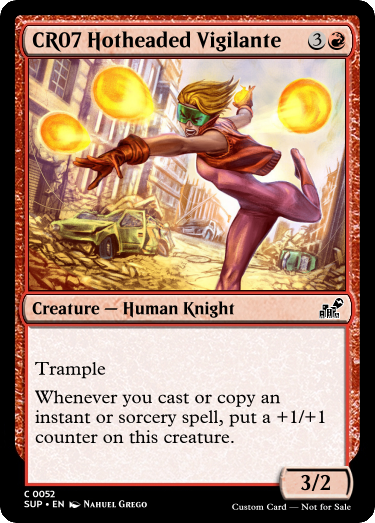 CR07 Hotheaded Vigilante 3
Creature — Human Knight
Trample
Whenever you cast or copy an
instant or sorcery spell, put a +1/+1
counter on this creature.
3/2
C 0052
SUP • EN Nahuel Grego
Custom Card — Not for Sale